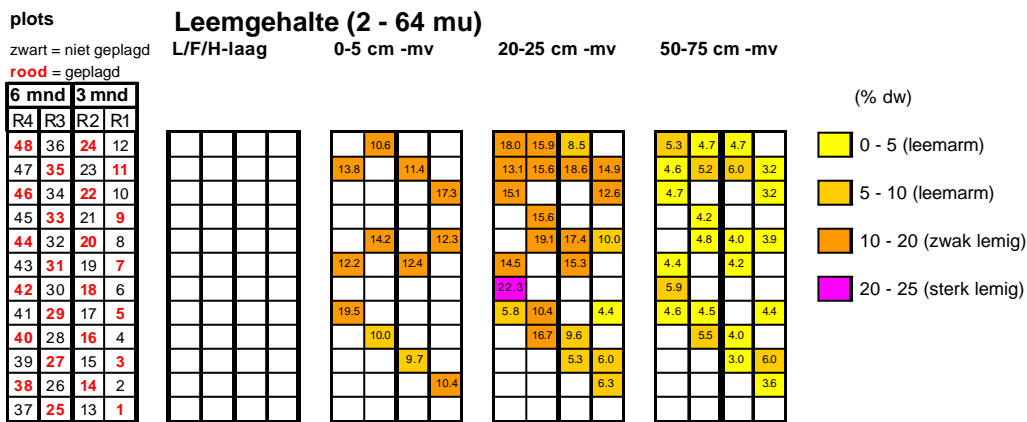 plots Leemgehalte (2 - 64 mu)
zwart = niet geplagd L/F/H-laag 0-5 cm -mv 20-25 cm -mv 50-75 cm -mv
rood = geplagd
6 mnd 3 mnd (% dw)
R4 R3 R2 R1
48 36 24 12 10.6 18.0 15.9 8.5 5.3 4.7 4.7 0 - 5 (leemarm)
47 35 23 11 13.8 11.4 13.1 15.6 18.6 14.9 4.6 5.2 6.0 3.2
46 34 22 10 17.3 15.1 12.6 4.7 3.2 5 - 10 (leemarm)
45 33 21 9 15.6 4.2
44 32 20 8 14.2 12.3 19.1 17.4 10.0 4.8 4.0 3.9 10 - 20 (zwak lemig)
43 31 19 7 12.2 12.4 14.5 15.3 4.4 4.2
42 30 18 6 22.3 5.9 20 - 25 (sterk lemig)
41 29 17 5 19.5 5.8 10.4 4.4 4.6 4.5 4.4
40 28 16 4 10.0 16.7 9.6 5.5 4.0
39 27 15 3 9.7 5.3 6.0 3.0 6.0
38 26 14 2 10.4 6.3 3.6
37 25 13 1